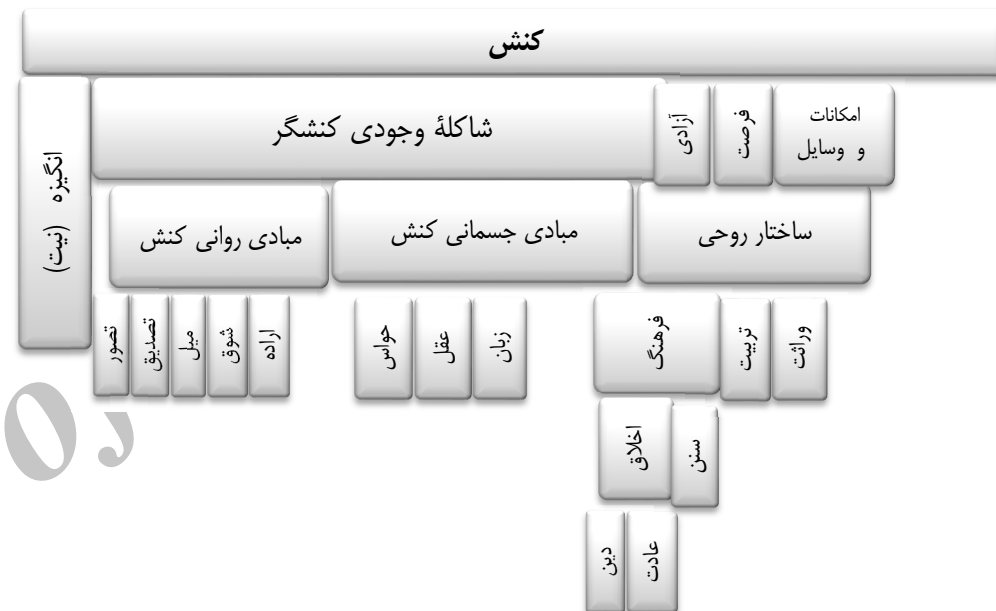 کنش
امکانات
و وسایل
فرصت
آزادی
شاکلۀ وجودی کنشگر
انگیزه (نیت)
ساختار روحی
مبادی جسمانی کنش
مبادی روانی کنش
وراثت
تربیت
فرهنگ
زبان
عقل
حواس
اراده
شوق
میل
تصدیق
تصور
سنن
اخلاق
عادت
دین